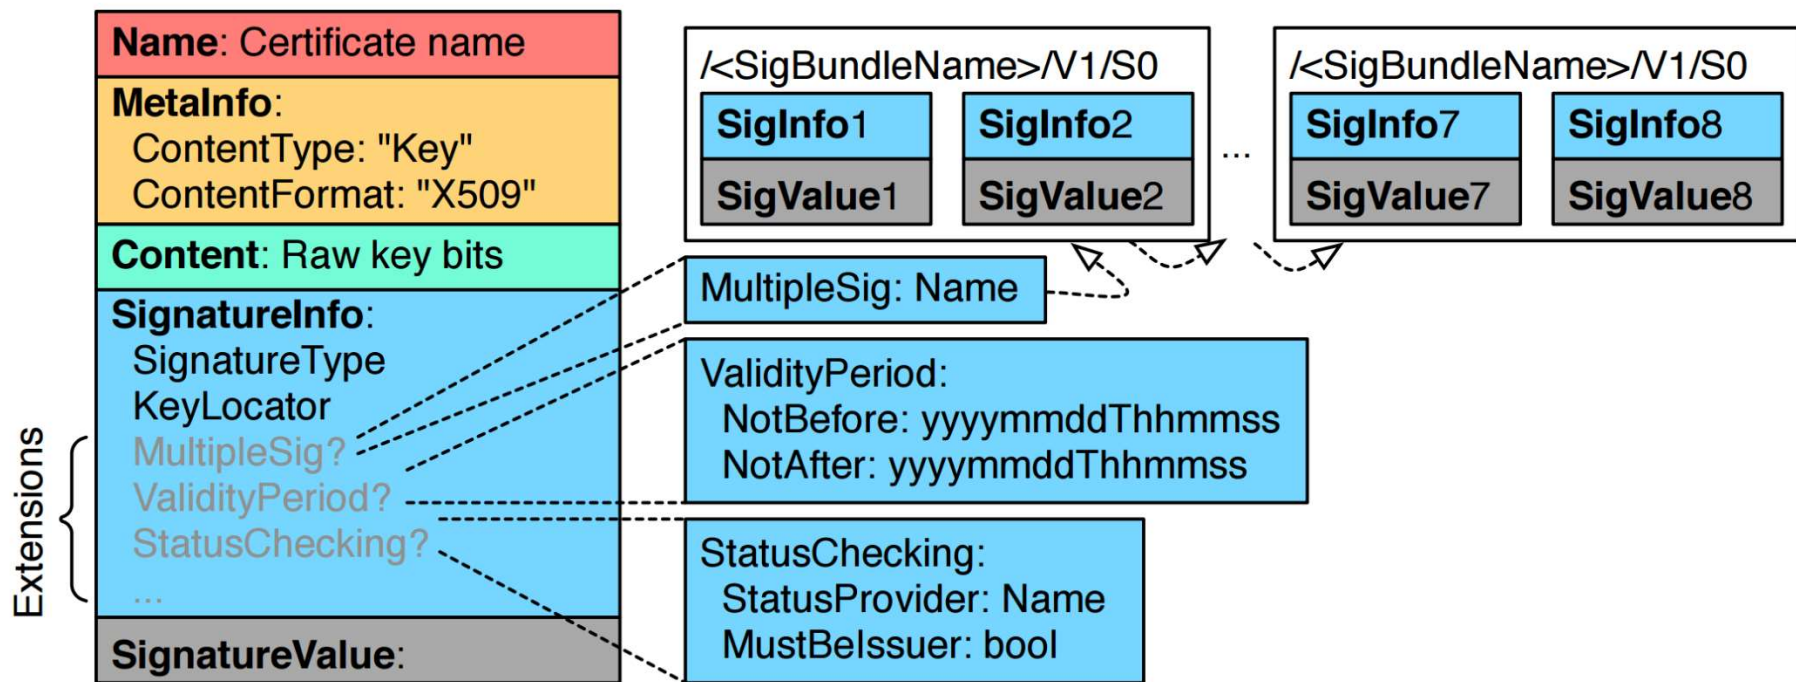 Name: Certificate name
MetaInfo:
ContentType: "Key"
ContentFormat: "X509"
Content: Raw key bits
SignatureInfo:
SignatureType
KeyLocator
MultipleSig?
ValidityPeriod?
StatusChecking?
...
SignatureValue:
Extensions
/<SigBundleName>/V1/S0
SigInfo1
SigValue1
SigInfo2
SigValue2
...
/<SigBundleName>/V1/S0
SigInfo7
SigValue7
SigInfo8
SigValue8
MultipleSig: Name
ValidityPeriod:
NotBefore: yyyymmddThhmmss
NotAfter: yyyymmddThhmmss
StatusChecking:
StatusProvider: Name
MustBeIssuer: bool